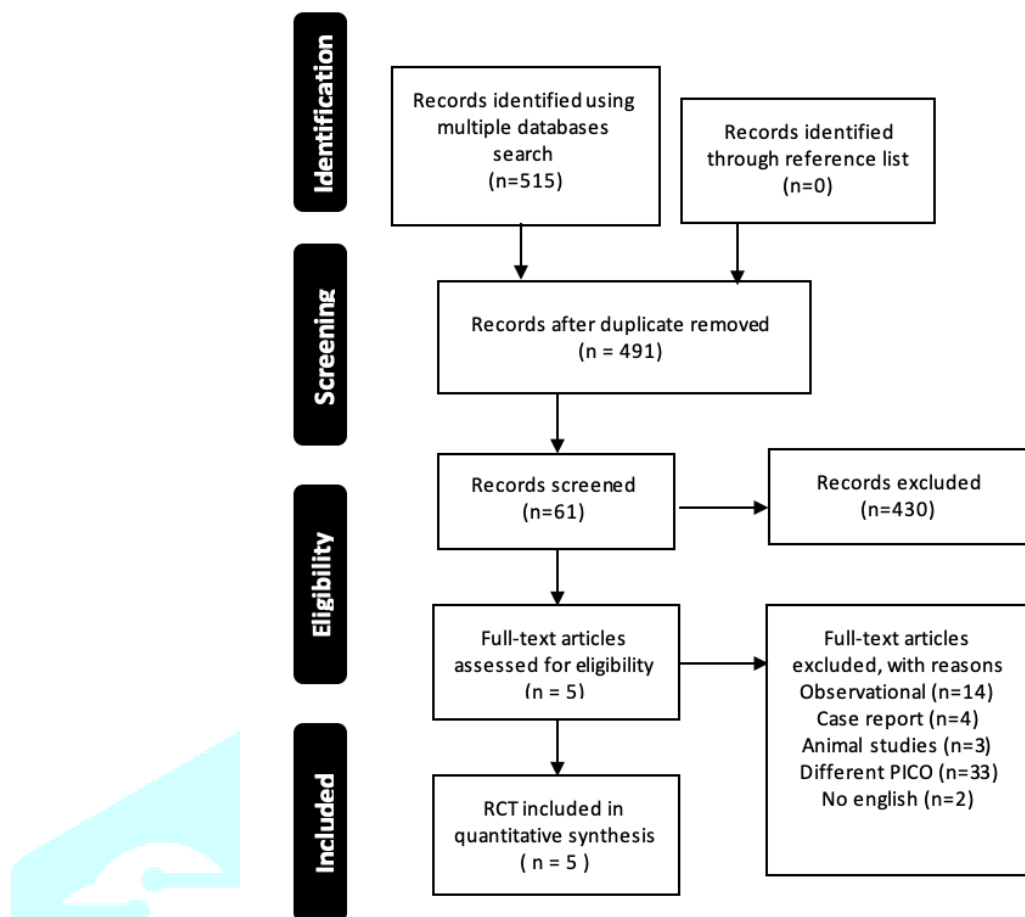 Identification
Records identified using
multiple databases
search
(n=515)
Records identified
through reference list
(n=0)
Screening
Records after duplicate removed
(n = 491)
Records screened
(n=61)
Records excluded
(n=430)
Eligibility
Full-text articles
assessed for eligibility
(n = 5)
Full-text articles
excluded, with reasons
Observational (n=14)
Case report (n=4)
Animal studies (n=3)
Different PICO (n=33)
No english (n=2)
Included
RCT included in
quantitative synthesis
( n = 5 )